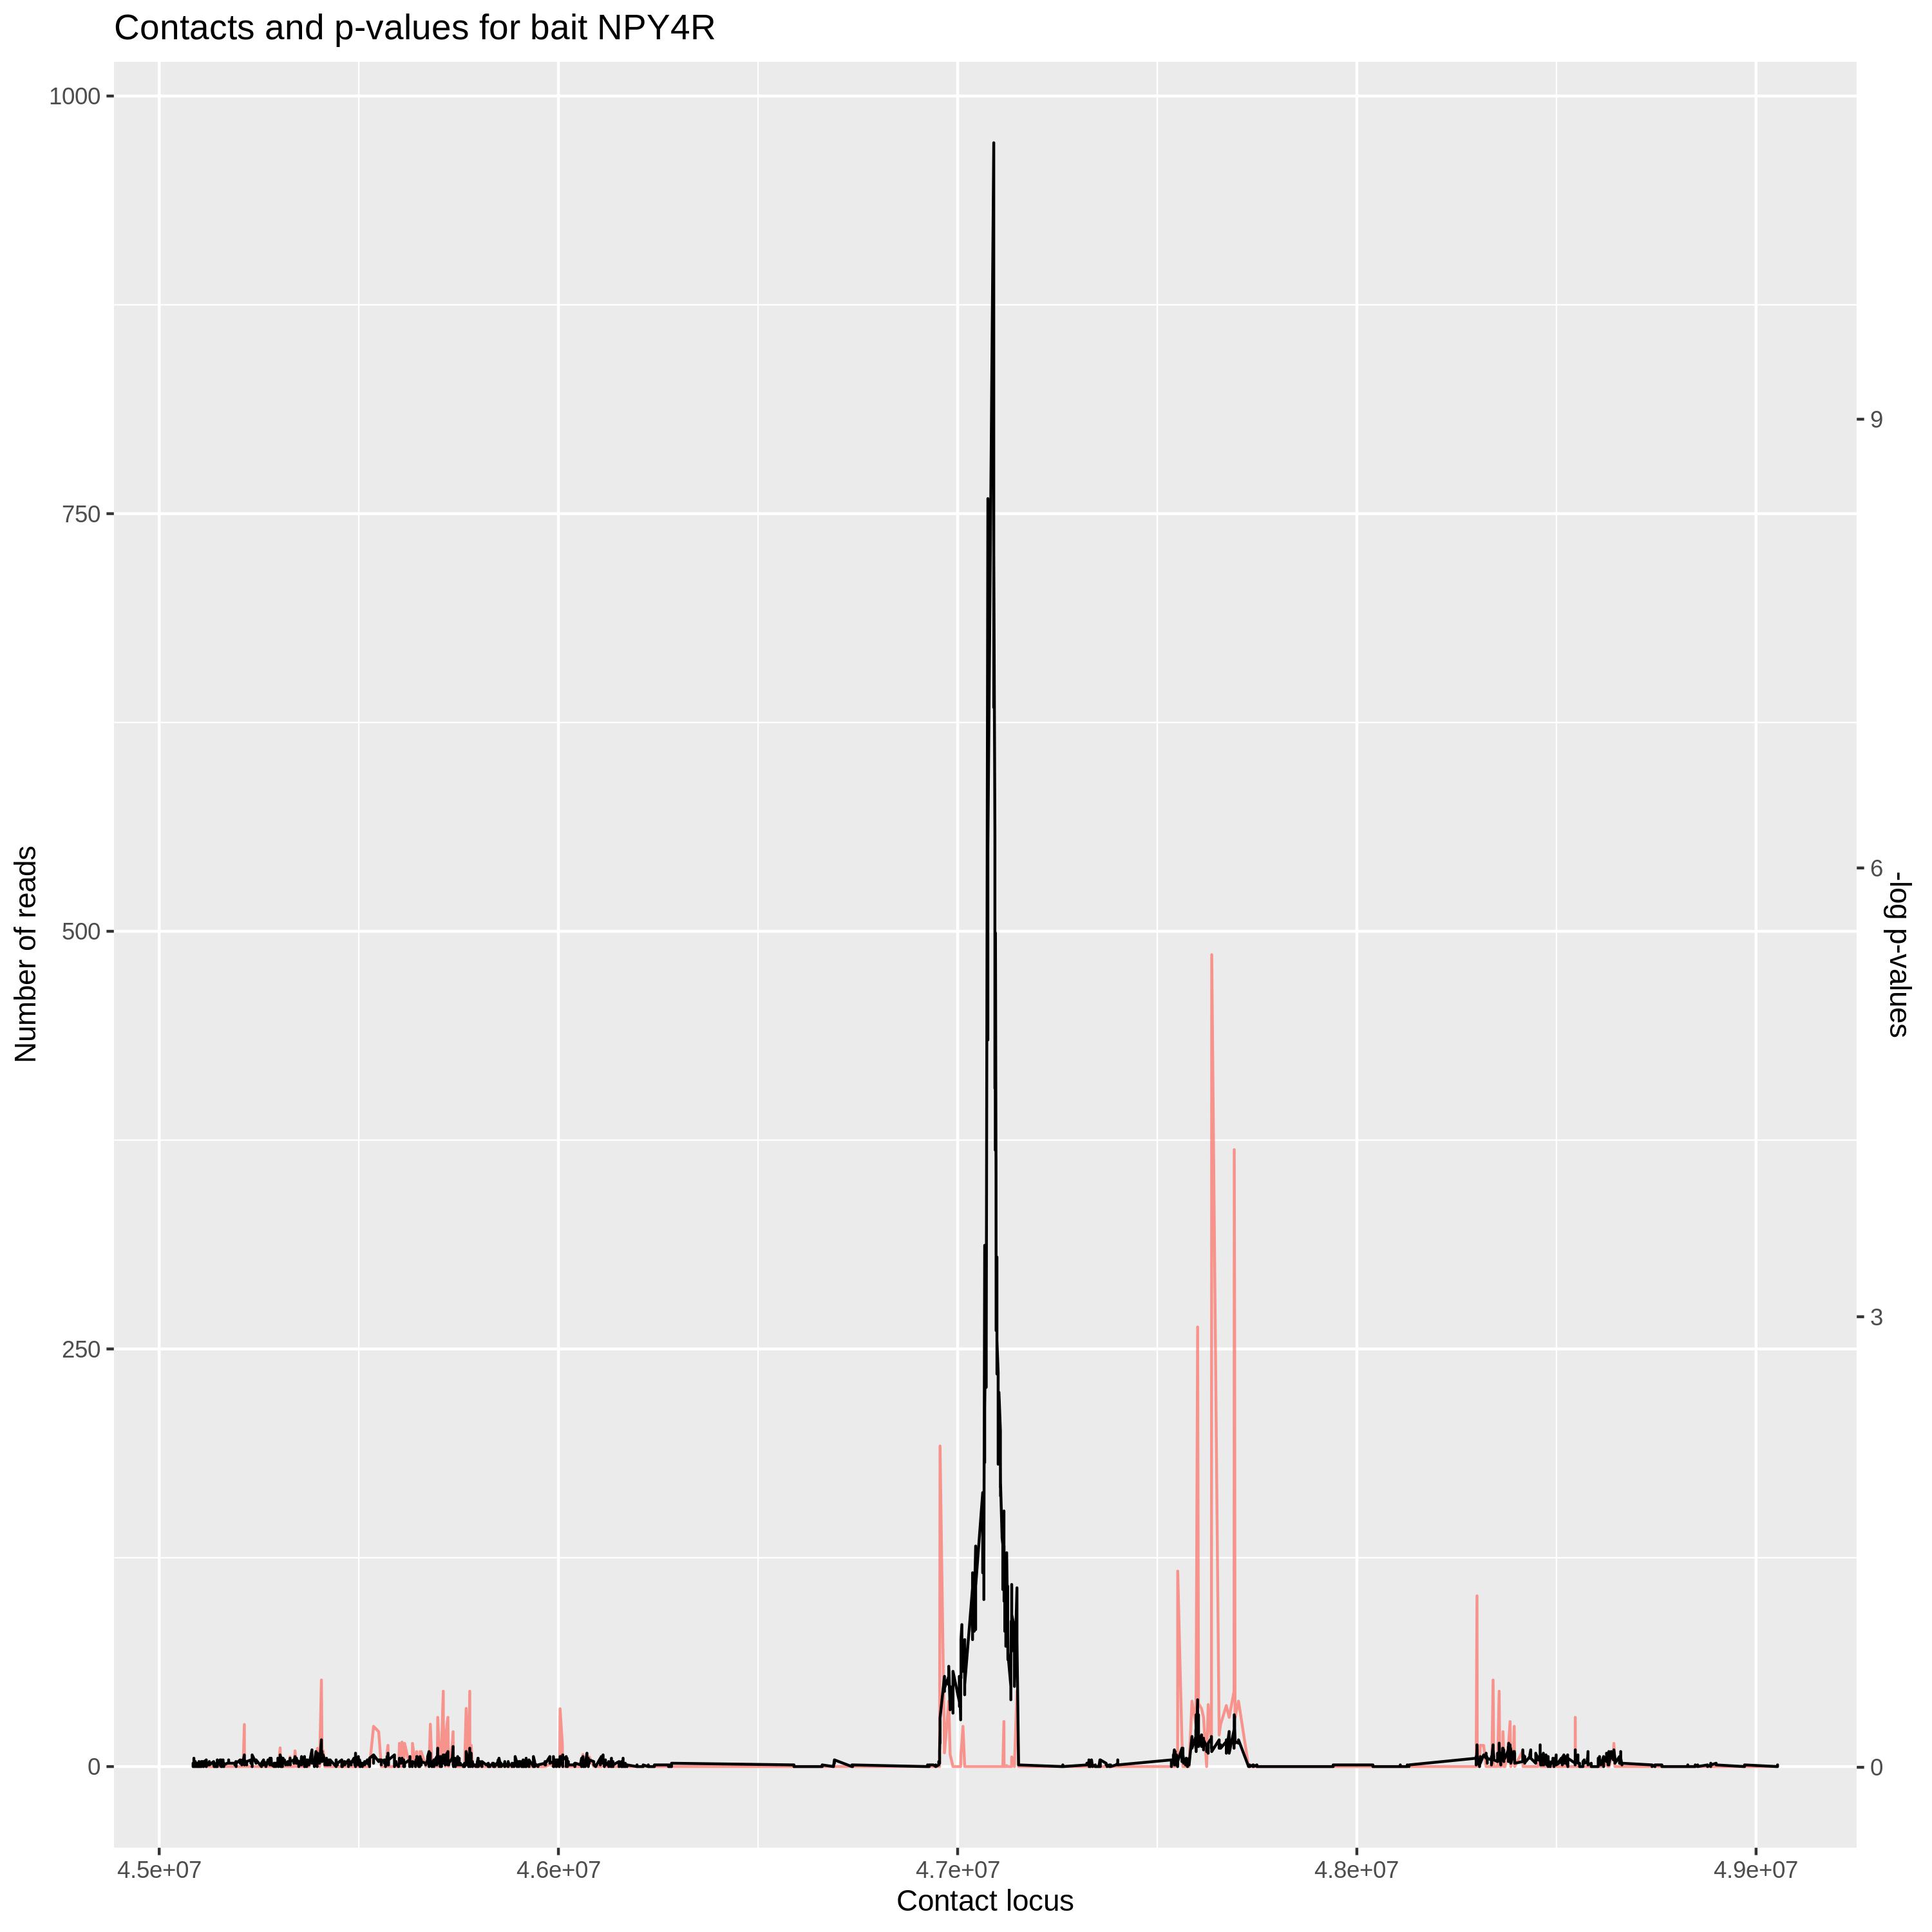 Contacts and p-values for bait NPY4R
1000
750
500
250
0
Number of reads
9
6
3
0
-log p-values
4.5e+07
4.6e+07
4.7e+07
4.8e+07
4.9e+07
Contact locus